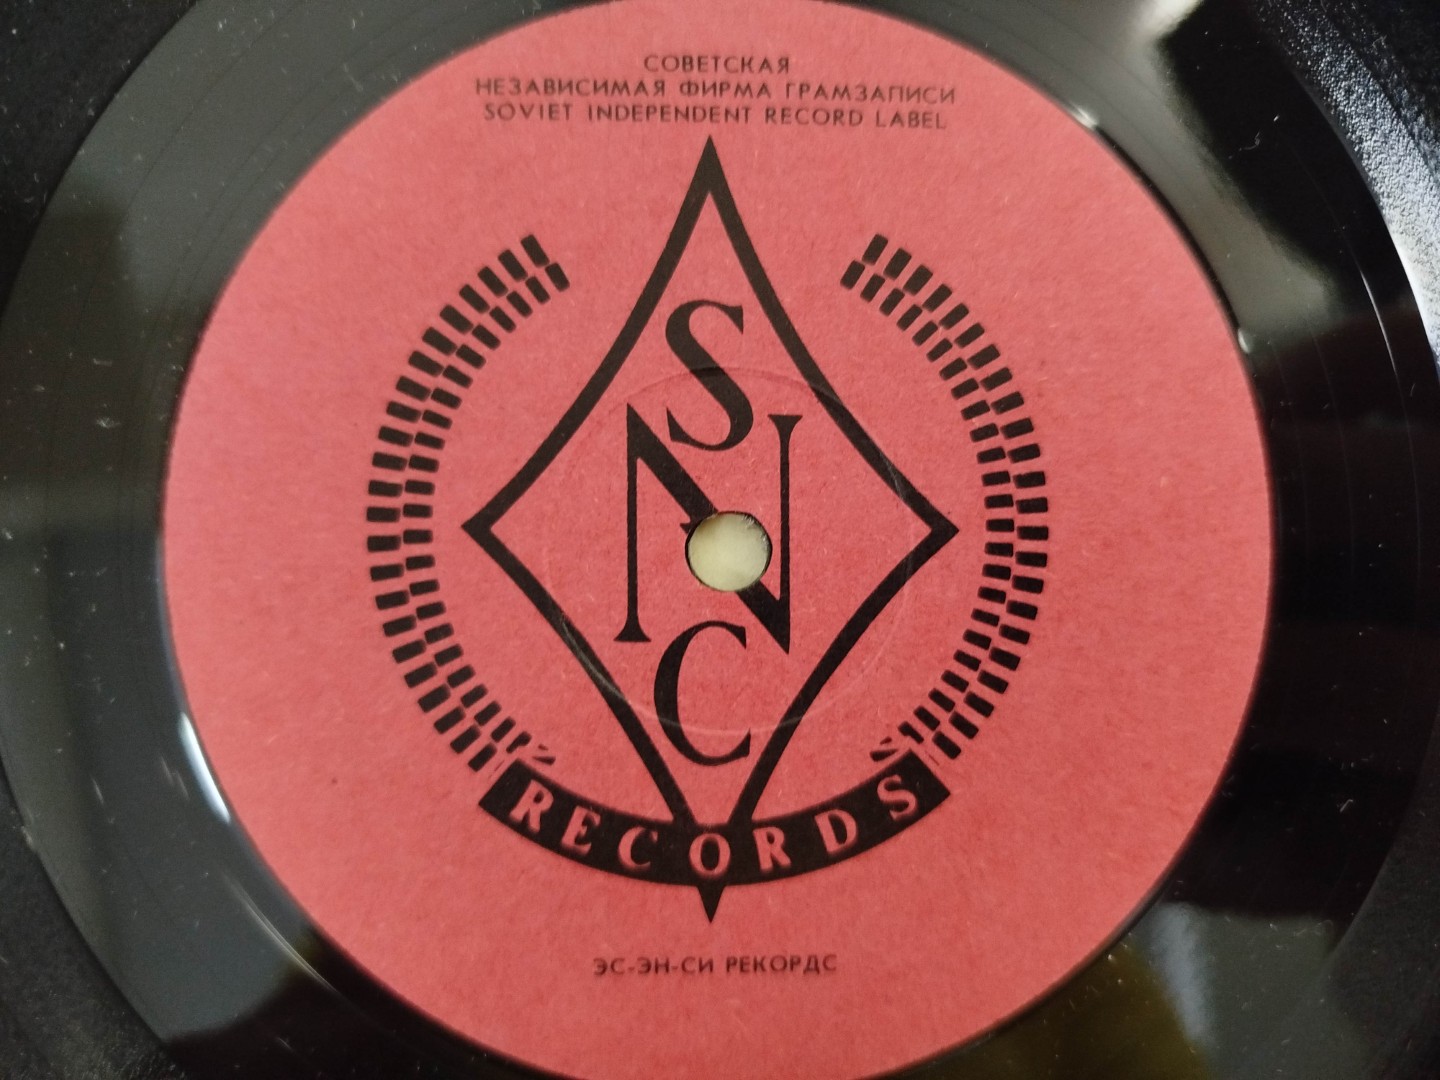 СОВЕТСКАЯ
НЕЗАВИСИМАЯ ФИРМА ГРАМЗАПИСИ
SOVIET INDEPENDENT RECORD LABEL
S
N
C
RECORDS
ЭС-ЭН-СИ РЕКОРДС